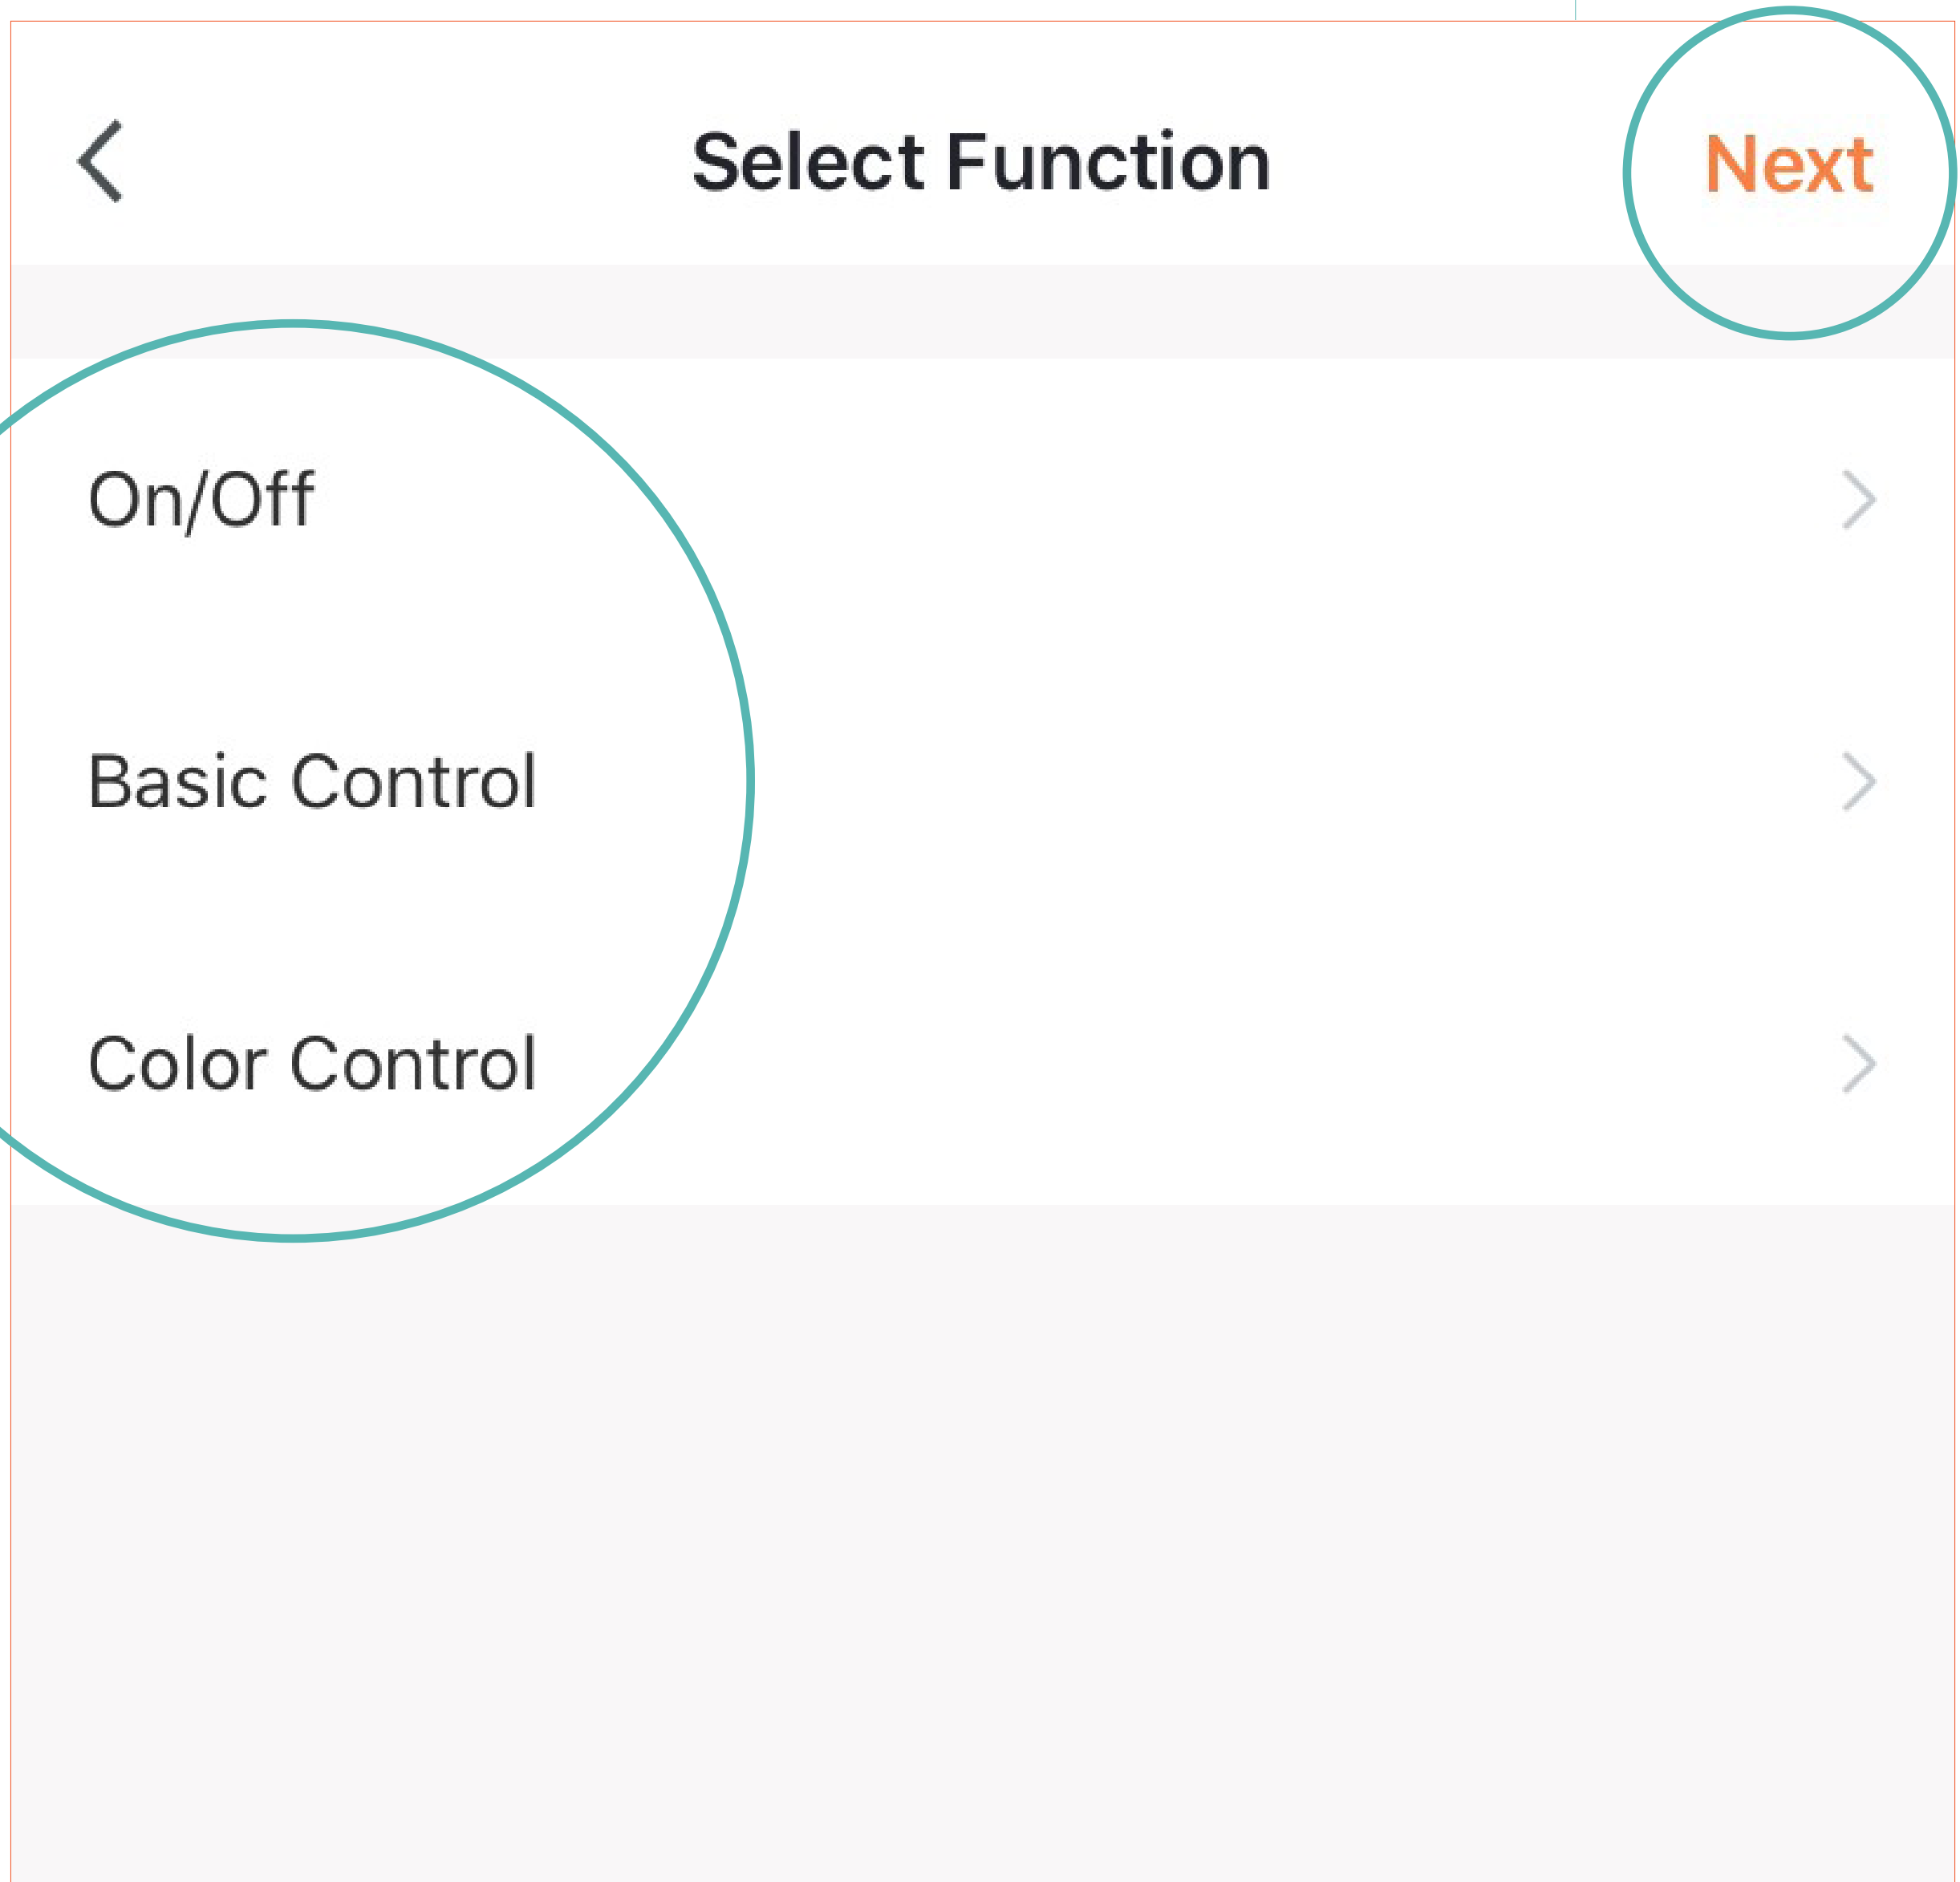 Select Function
Next
On/Off
Basic Control
Color Control